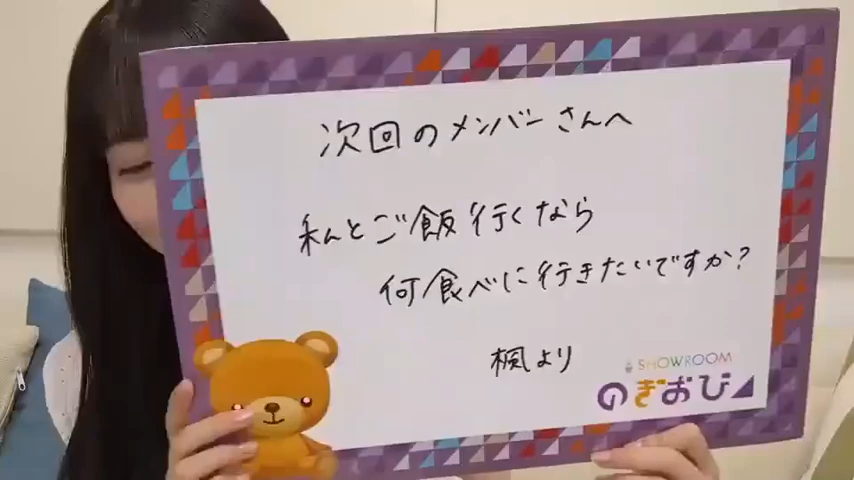 次回のメンバーさんへ
私とご飯行くなら
何食べに行きたいですか?
楓より
SHOWROOM
のぎおび